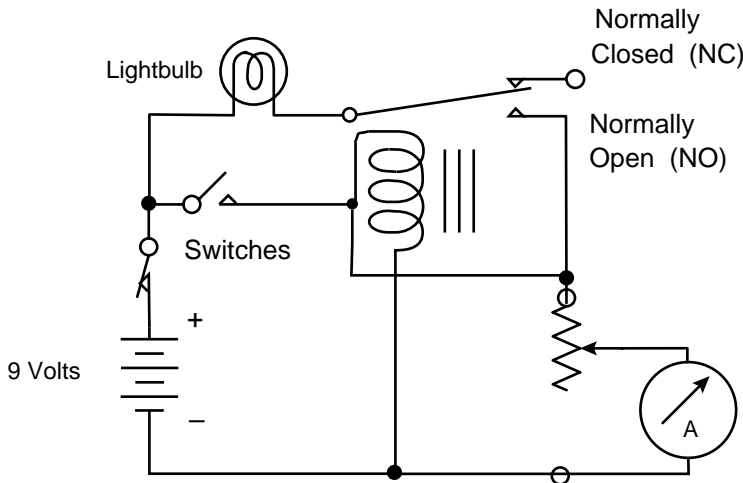 Normally
Closed (NC)
Lightbulb
Normally
Open (NO)
Switches
+
9 Volts
−
A